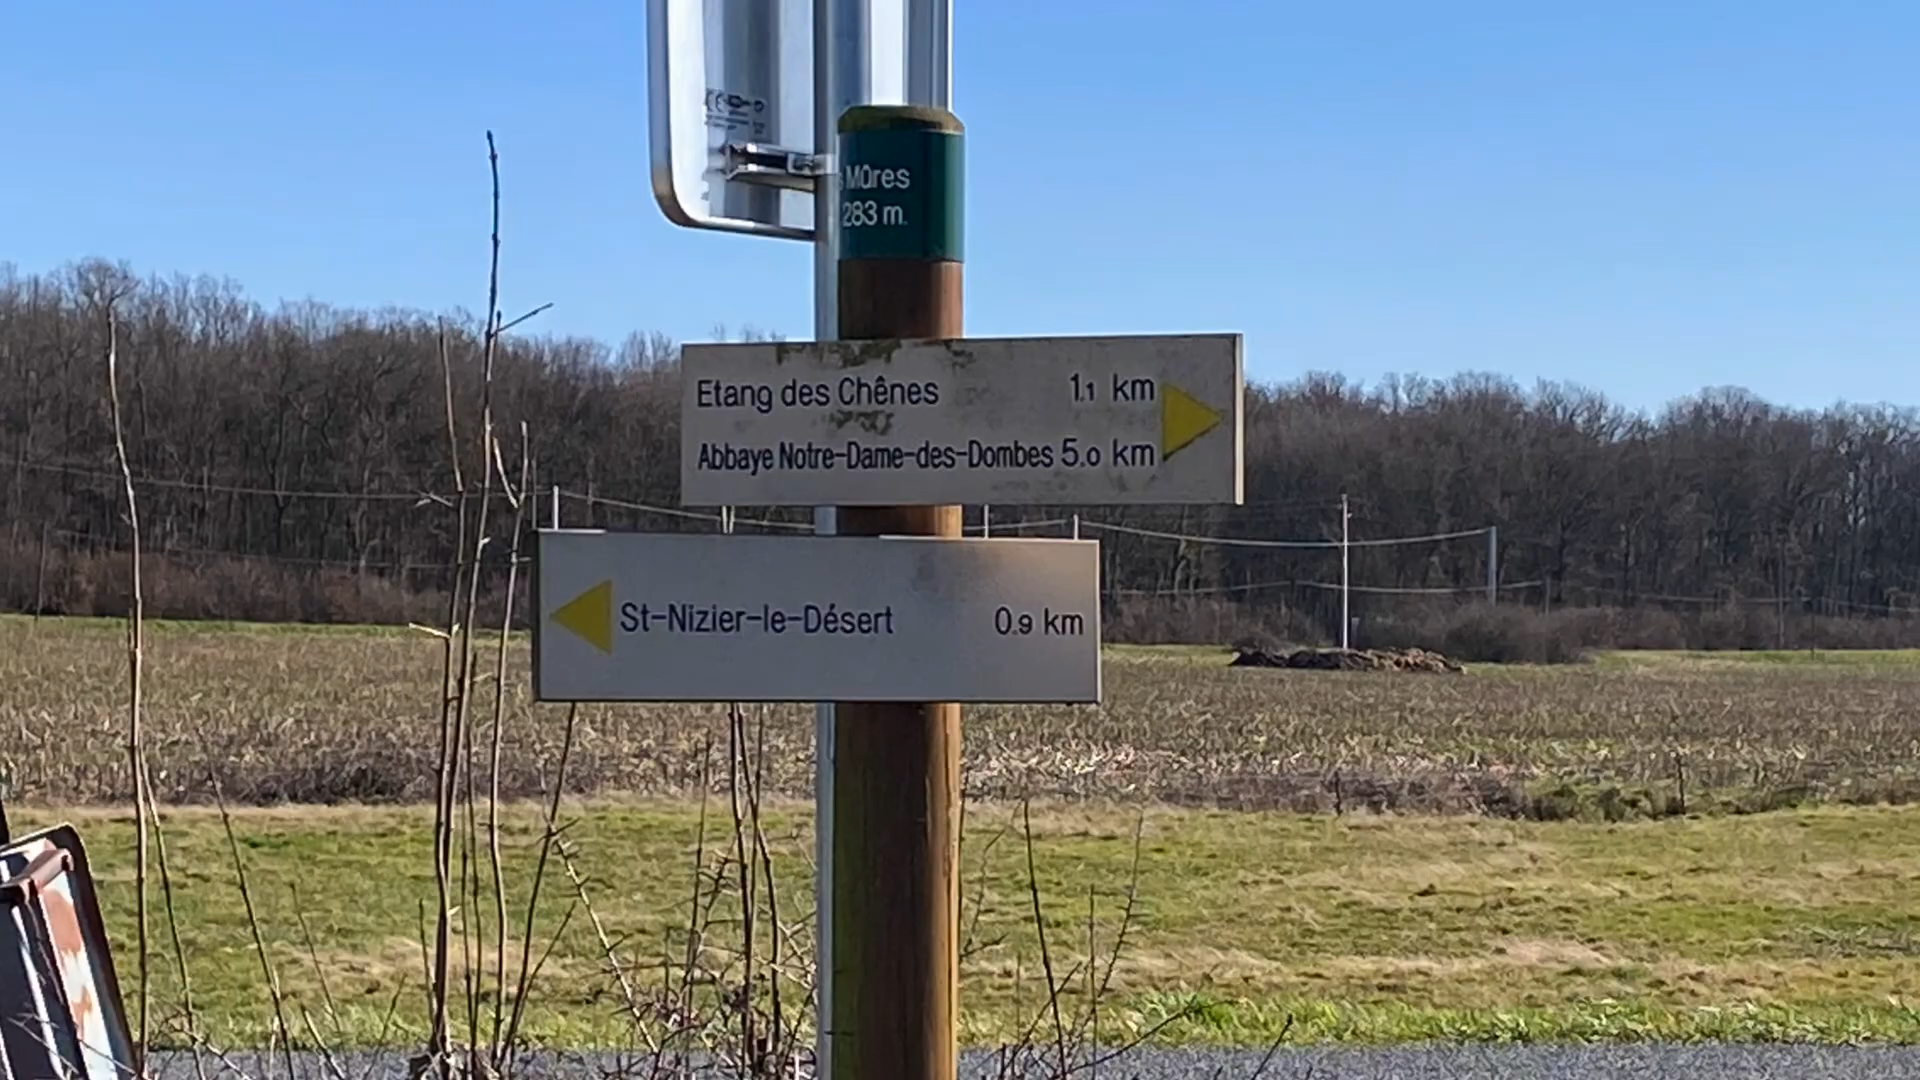 Mûres
283 m.
Etang des Chênes 1.1 km
Abbaye Notre-Dame-des-Dombes 5.0 km
St-Nizier-le-Désert 0.9 km